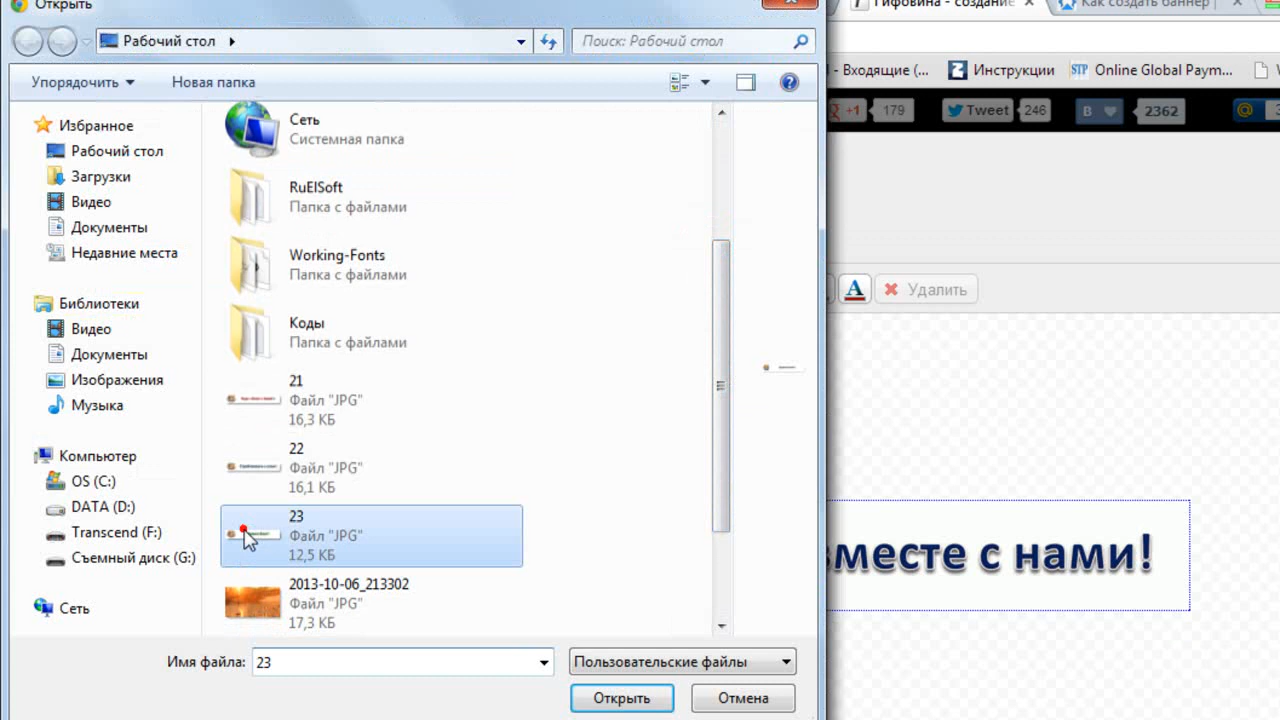 Открыть
Рабочий стол
Поиск: Рабочий стол
Упорядочить
Новая папка
Избранное
Рабочий стол
Загрузки
Видео
Документы
Недавние места
Библиотеки
Видео
Документы
Изображения
Музыка
Компьютер
OS (C:)
DATA (D:)
Transcend (F:)
Съемный диск (G:)
Сеть
Сеть
Системная папка
RuElSoft
Папка с файлами
Working-Fonts
Папка с файлами
Коды
Папка с файлами
21
Файл "JPG"
16,3 КБ
22
Файл "JPG"
16,1 КБ
23
Файл "JPG"
12,5 КБ
2013-10-06_213302
Файл "JPG"
17,3 КБ
Имя файла: 23
Пользовательские файлы
Открыть
Отмена
Гифовина - создание
Как создать баннер
- Входящие (...
Инструкции
STP Online Global Paym...
+1 179
Tweet 246
B 2362
A
Удалить
вместе с нами!